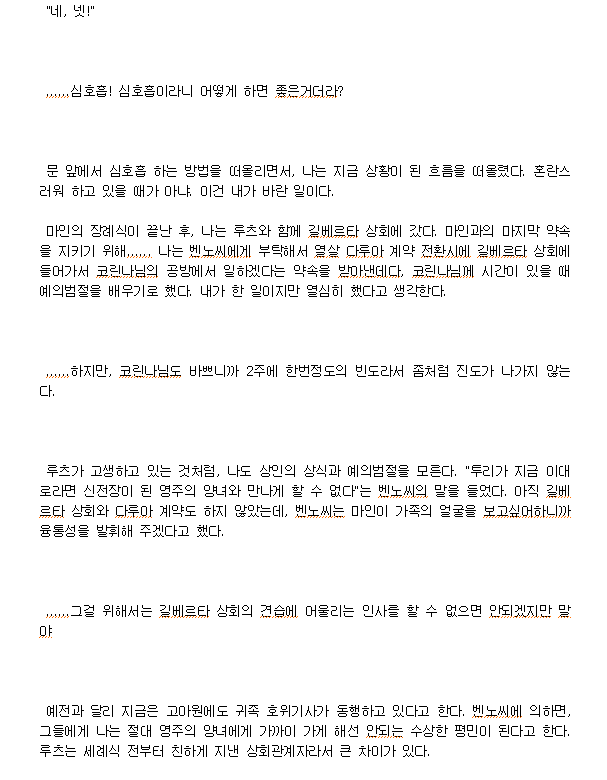 "네, 넷!"
,,,,,,심호흡! 심호흡이라니 어떻게 하면 좋은거더라?
문 앞에서 심호흡 하는 방법을 떠올리면서, 나는 지금 상황이 된 흐름을 떠올렸다. 혼란스
러워 하고 있을 때가 아냐. 이건 내가 바란 일이다.
마인의 장례식이 끝난 후, 나는 루츠와 함께 길베르타 상회에 갔다. 마인과의 마지막 약속
을 지키기 위해,,,,,, 나는 벤노씨에게 부탁해서 열살 다루아 계약 전환시에 길베르타 상회에
들어가서 코린나님의 공방에서 일하겠다는 약속을 받아낸데다, 코린나님께 시간이 있을 때
예의범절을 배우기로 했다. 내가 한 일이지만 열심히 했다고 생각한다.
,,,,,,하지만, 코린나님도 바쁘니까 2주에 한번정도의 빈도라서 좀처럼 진도가 나가지 않는
다.
루츠가 고생하고 있는 것처럼, 나도 상인의 상식과 예의범절을 모른다. "투리가 지금 이대
로라면 신전장이 된 영주의 양녀와 만나게 할 수 없다"는 벤노씨의 말을 들었다. 아직 길베
르타 상회와 다루아 계약도 하지 않았는데, 벤노씨는 마인이 가족의 얼굴을 보고싶어하니까
융통성을 발휘해 주겠다고 했다.
,,,,,,그걸 위해서는 길베르타 상회의 견습에 어울리는 인사를 할 수 없으면 안되겠지만 말
야
예전과 달리 지금은 고아원에도 귀족 호위기사가 동행하고 있다고 한다. 벤노씨에 의하면,
그들에게 나는 절대 영주의 양녀에게 가까이 가게 해선 안되는 수상한 평민이 된다고 한다.
루츠는 세례식 전부터 친하게 지낸 상회관계자라서 큰 차이가 있다.